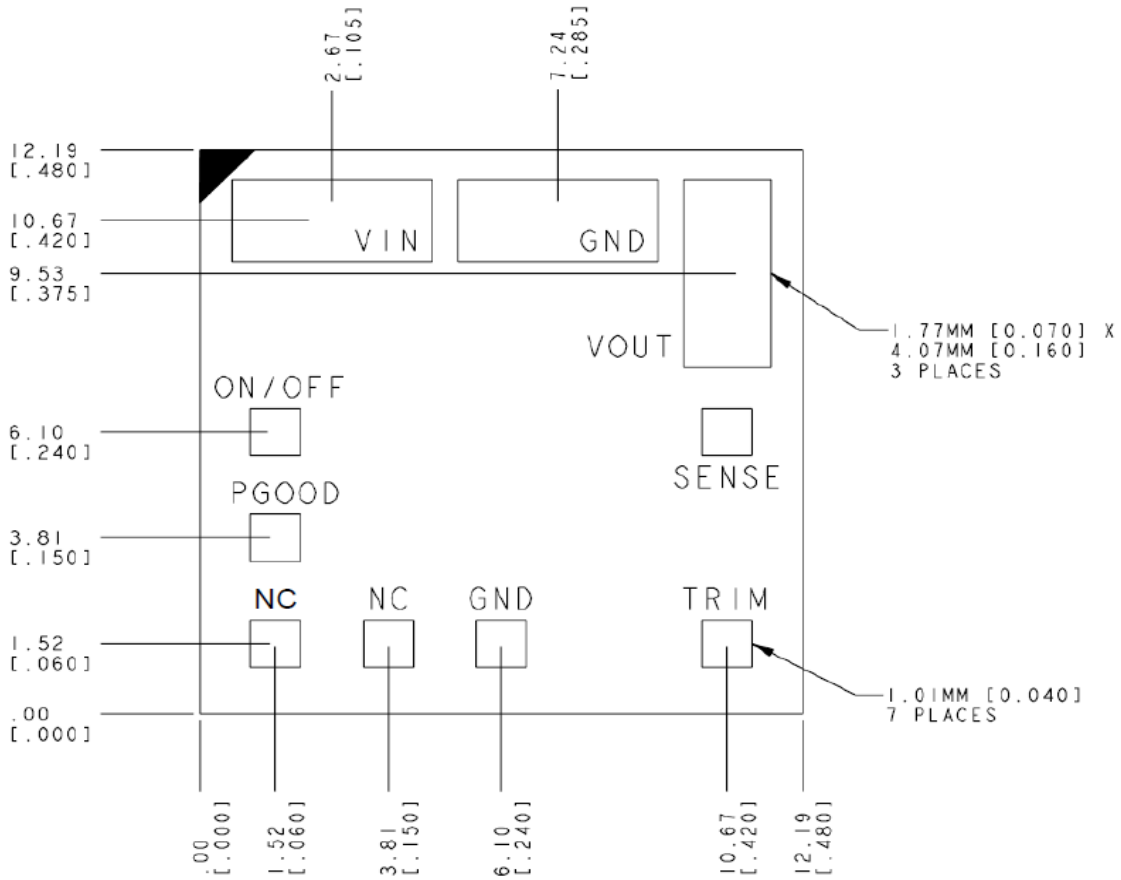 2.67
[.105]
7.24
[.285]
12.19
[.480]
10.67
[.420]
VIN
GND
9.53
[.375]
1.77MM [0.070] X
4.07MM [0.160]
3 PLACES
VOUT
ON/OFF
6.10
[.240]
SENSE
PGOOD
3.81
[.150]
NC
NC
GND
TRIM
1.52
[.060]
1.01MM [0.040]
7 PLACES
.00
[.000]
.00
[.000]
1.52
[.060]
3.81
[.150]
6.10
[.240]
10.67
[.420]
12.19
[.480]